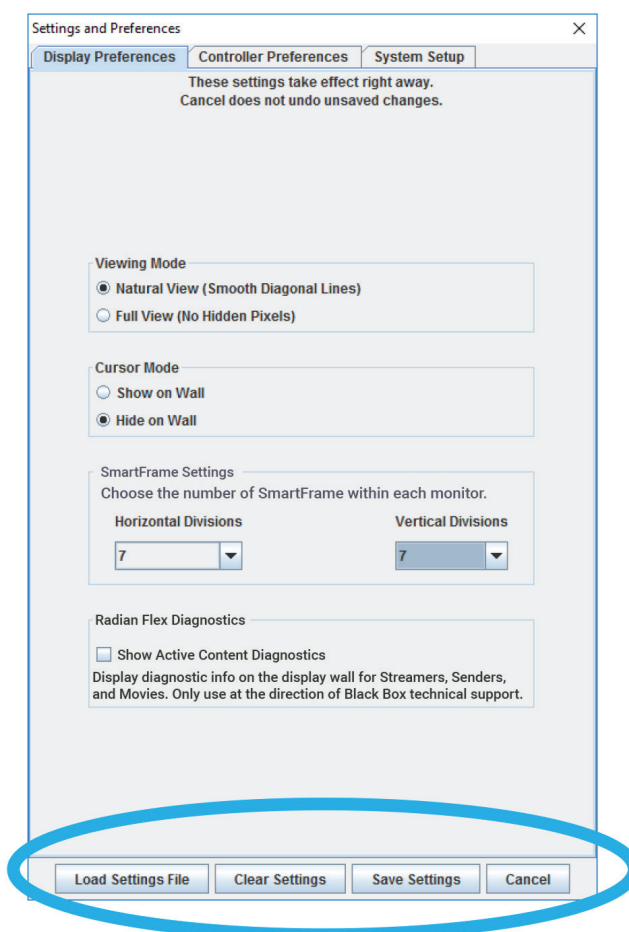 Settings and Preferences
Display Preferences Controller Preferences System Setup
These settings take effect right away.
Cancel does not undo unsaved changes.
Viewing Mode
Natural View (Smooth Diagonal Lines)
Full View (No Hidden Pixels)
Cursor Mode
Show on Wall
Hide on Wall
SmartFrame Settings
Choose the number of SmartFrame within each monitor.
Horizontal Divisions Vertical Divisions
7 7
Radian Flex Diagnostics
Show Active Content Diagnostics
Display diagnostic info on the display wall for Streamers, Senders,
and Movies. Only use at the direction of Black Box technical support.
Load Settings File Clear Settings Save Settings Cancel